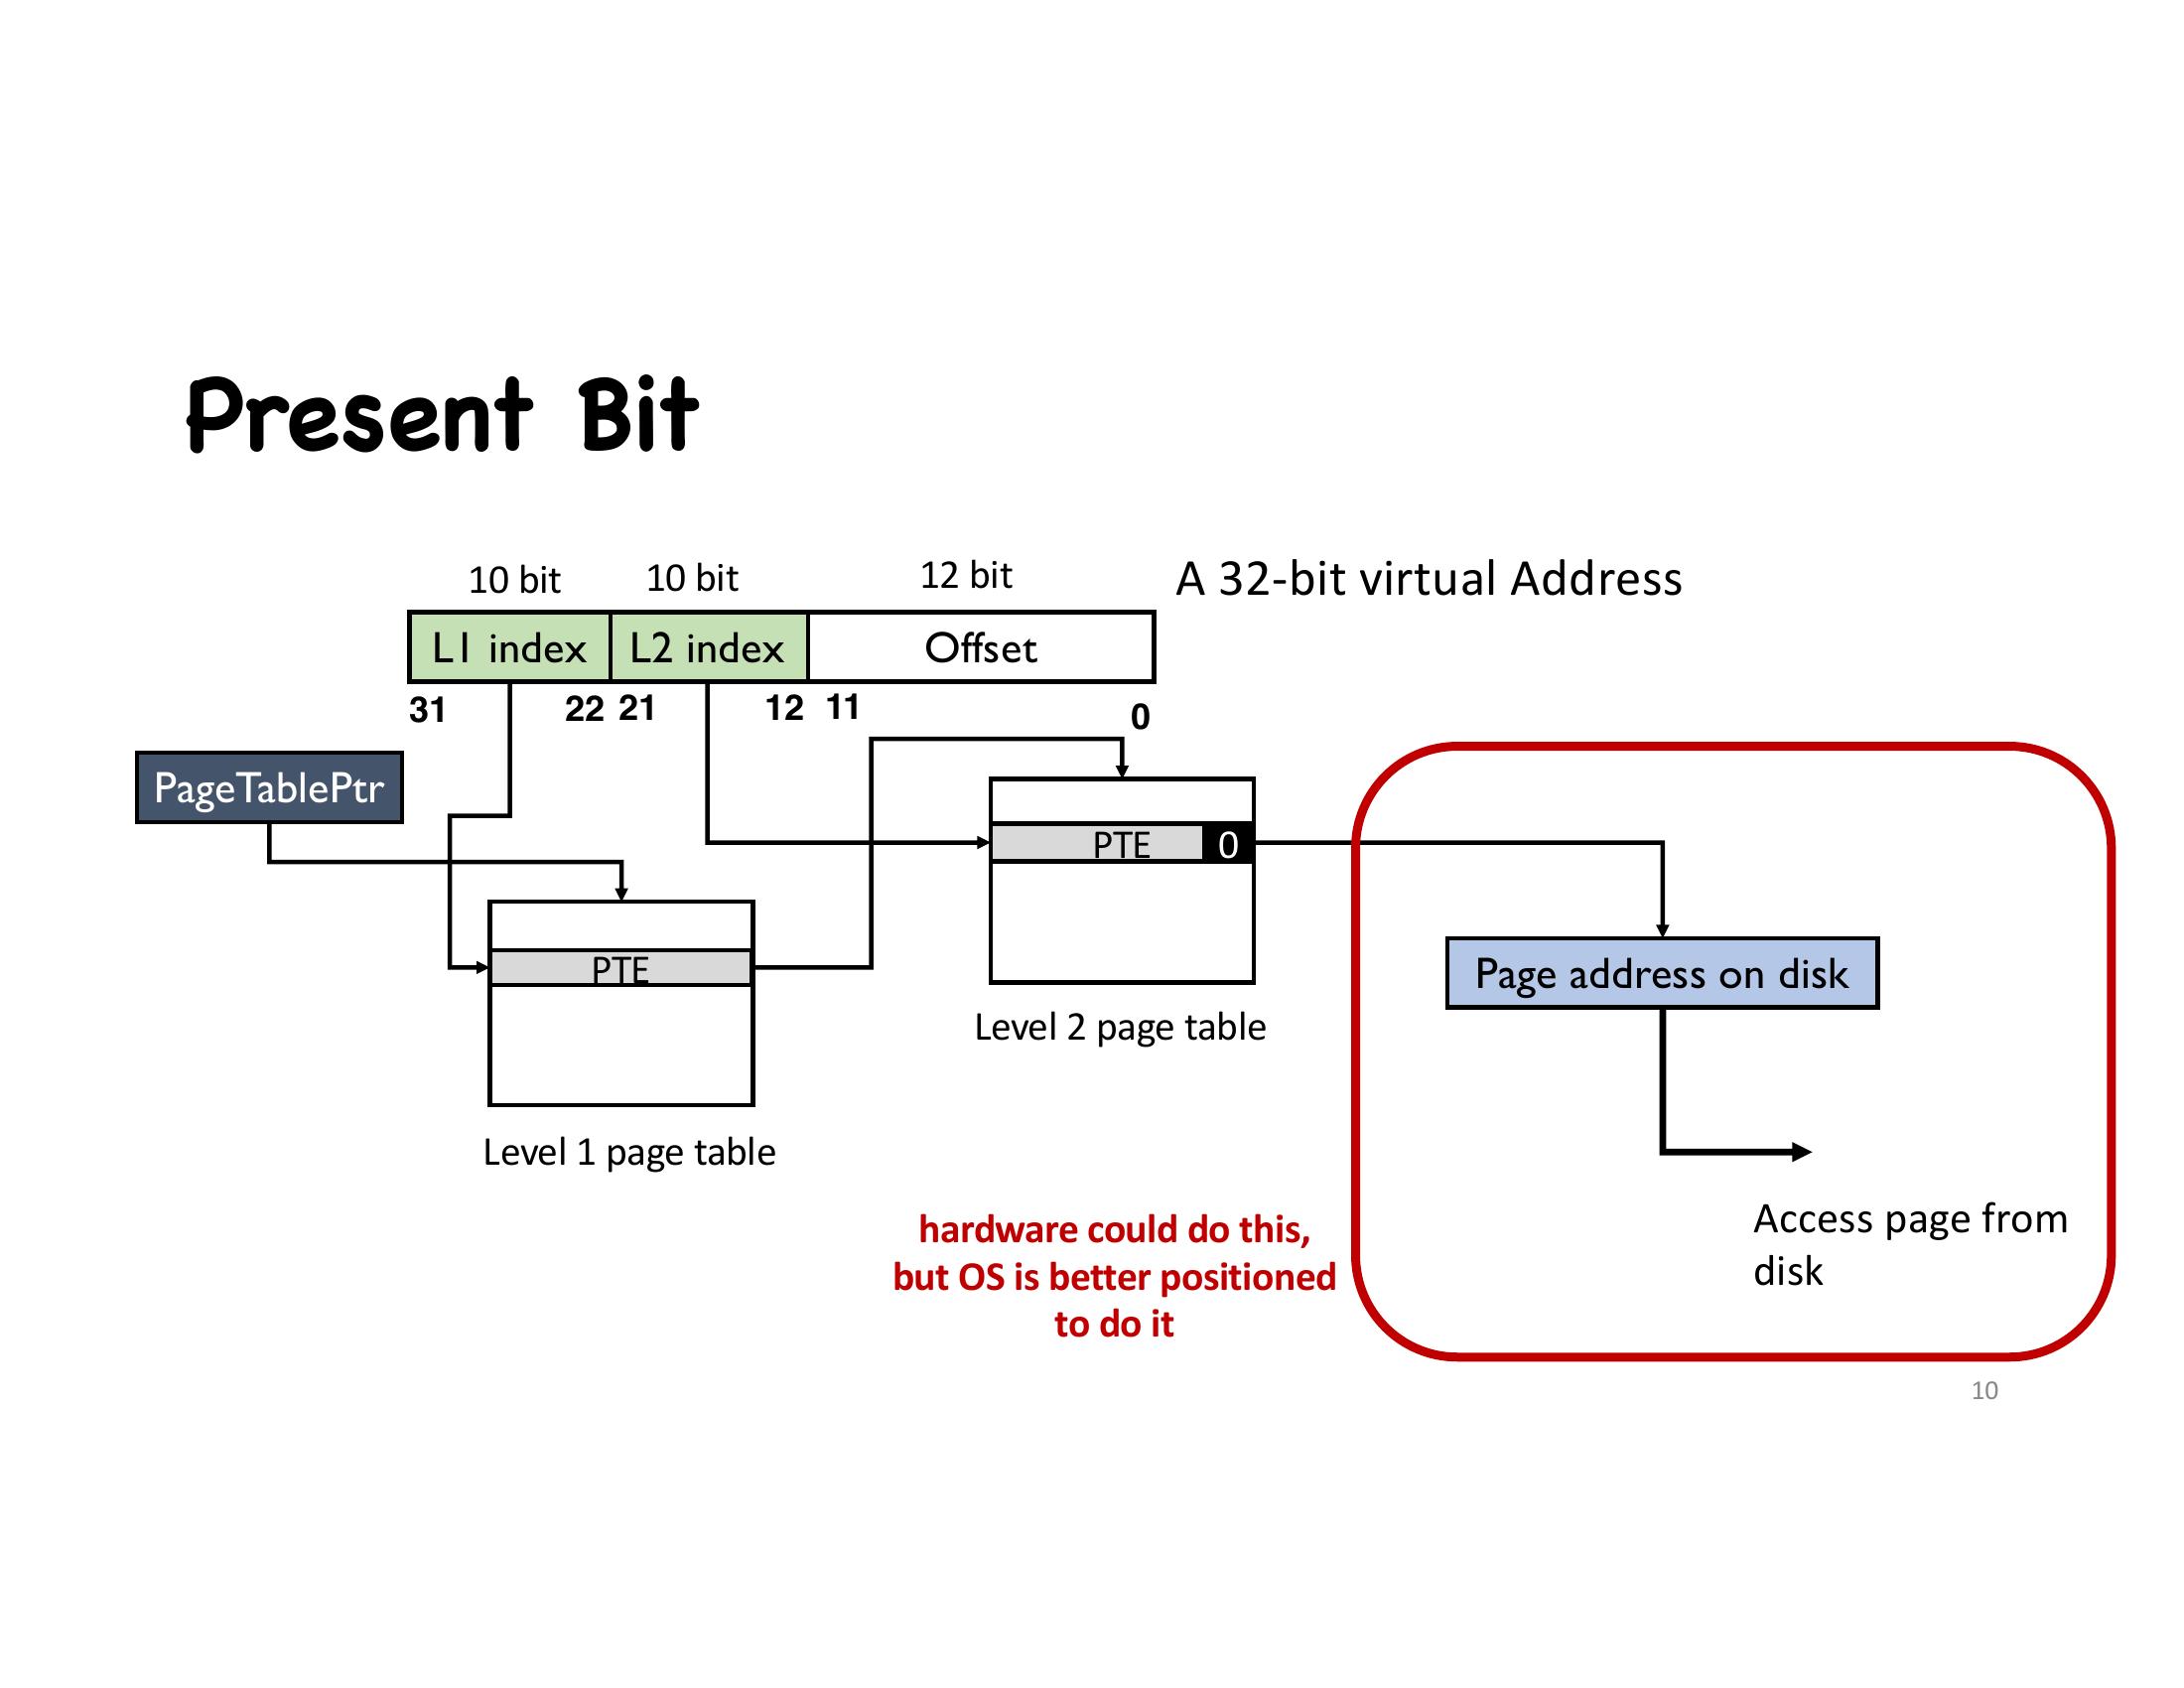 Present Bit
10 bit 10 bit 12 bit A 32-bit virtual Address
L1 index L2 index Offset
31 22 21 12 11 0
PageTablePtr
PTE 0
PTE
Page address on disk
Level 2 page table
Level 1 page table
Access page from
disk
hardware could do this,
but OS is better positioned
to do it
10